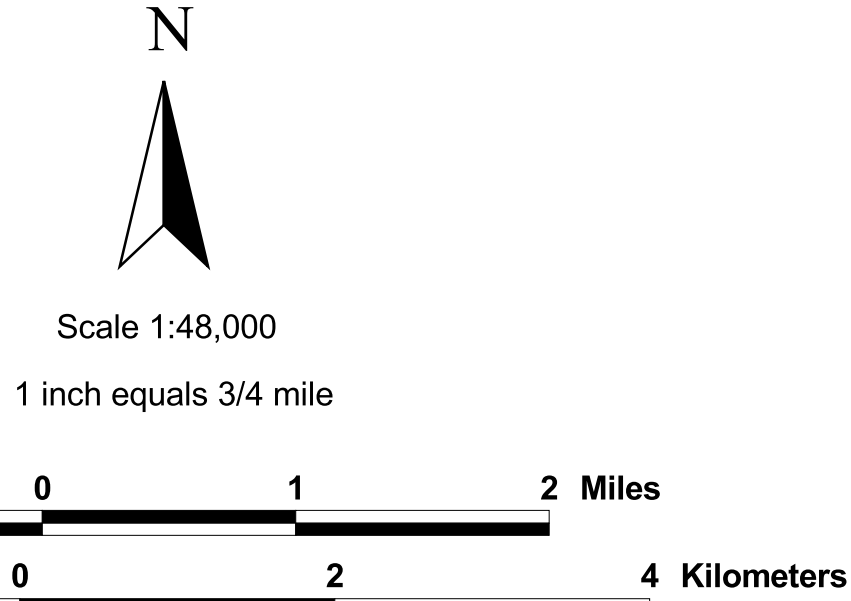 N
Scale 1:48,000
1 inch equals 3/4 mile
0 1 2 Miles
0 2 4 Kilometers